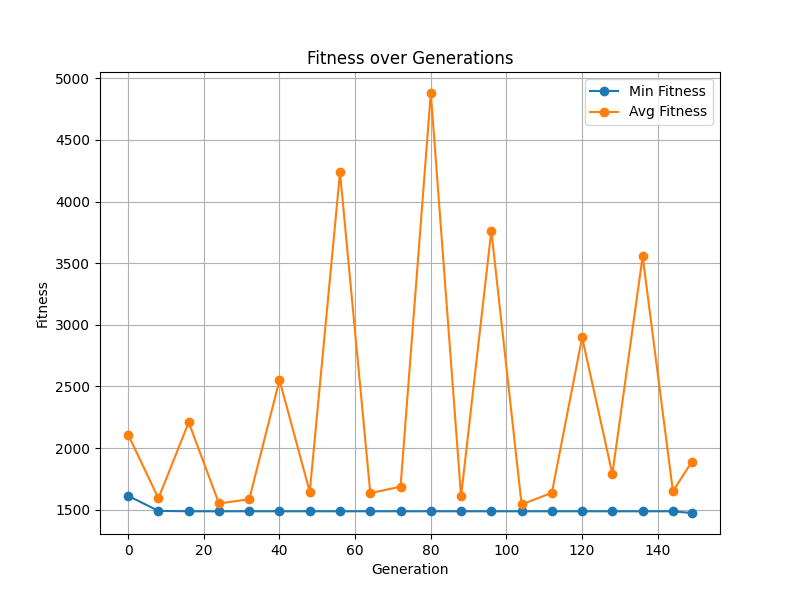 Fitness over Generations
Min Fitness
Avg Fitness
5000
4500
4000
3500
3000
2500
2000
1500
Fitness
0 20 40 60 80 100 120 140
Generation